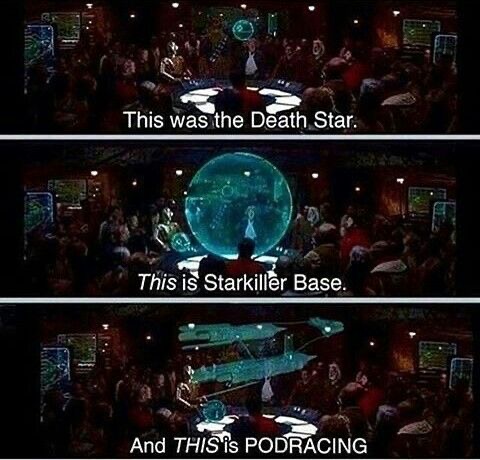 This was the Death Star.
This is Starkiller Base.
And THIS is PODRACING